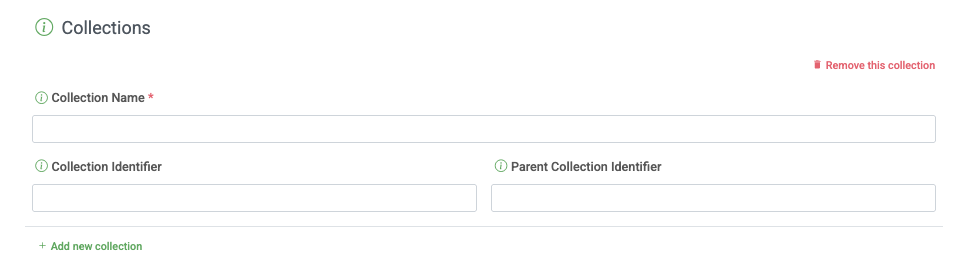 Collections
Remove this collection
Collection Name *
Collection Identifier
Parent Collection Identifier
+ Add new collection